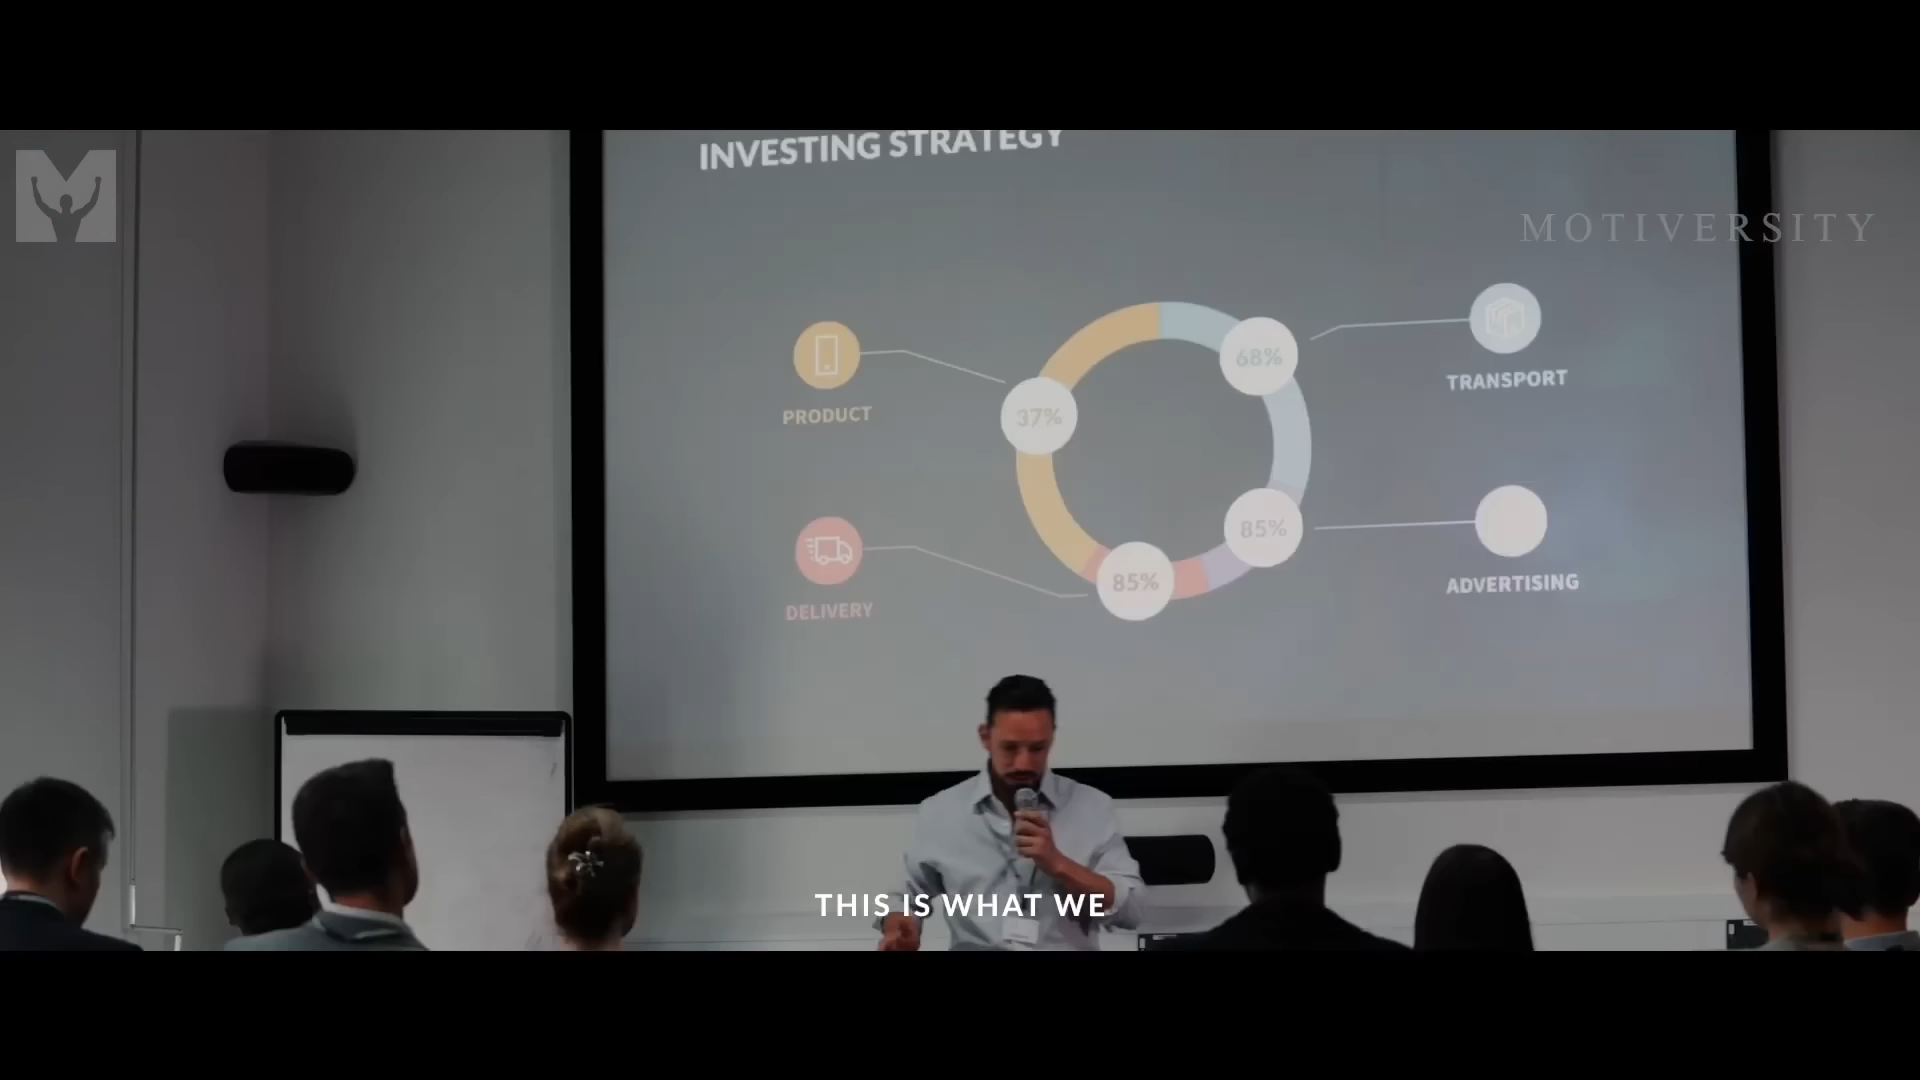 INVESTING STRATEGY
MOTIVERSITY
68%
TRANSPORT
37%
PRODUCT
85%
ADVERTISING
85%
DELIVERY
THIS IS WHAT WE